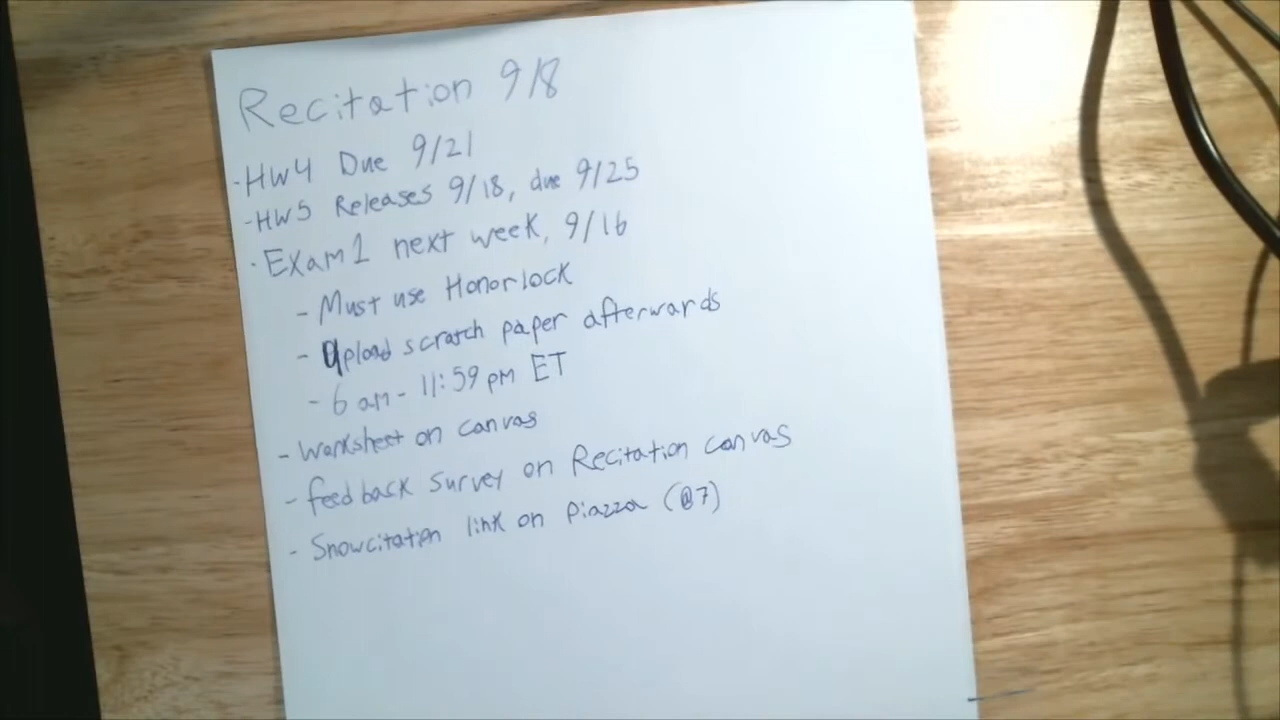 Recitation 9/8
· HW4 Due 9/21
- HW5 Releases 9/18, due 9/25
· Exam 1 next week, 9/16
- Must use Honorlock
- Upload scratch paper afterwards
- 6 am - 11:59 pm ET
- Worksheet on canvas
- feedback survey on Recitation canvas
- Snowcitation link on piazza (@7)